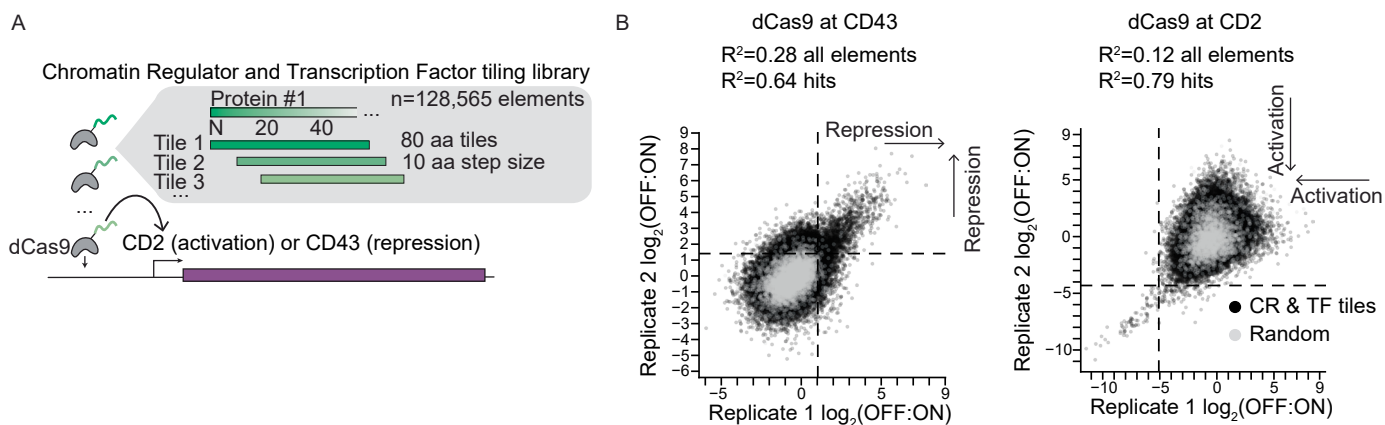 A
Chromatin Regulator and Transcription Factor tiling library
Protein #1 ... n=128,565 elements
N 20 40
Tile 1 80 aa tiles
Tile 2 10 aa step size
Tile 3
...
...
dCas9 CD2 (activation) or CD43 (repression)
B
dCas9 at CD43
R²=0.28 all elements
R²=0.64 hits
Repression
Repression
9
8
7
6
5
4
3
2
1
0
−1
−2
−3
−4
−5
−6
Replicate 2 log₂(OFF:ON)
−5 0 9
Replicate 1 log₂(OFF:ON)
dCas9 at CD2
R²=0.12 all elements
R²=0.79 hits
Activation
Activation
9
5
0
−5
−10
Replicate 2 log₂(OFF:ON)
CR & TF tiles
Random
−10 −5 0 9
Replicate 1 log₂(OFF:ON)